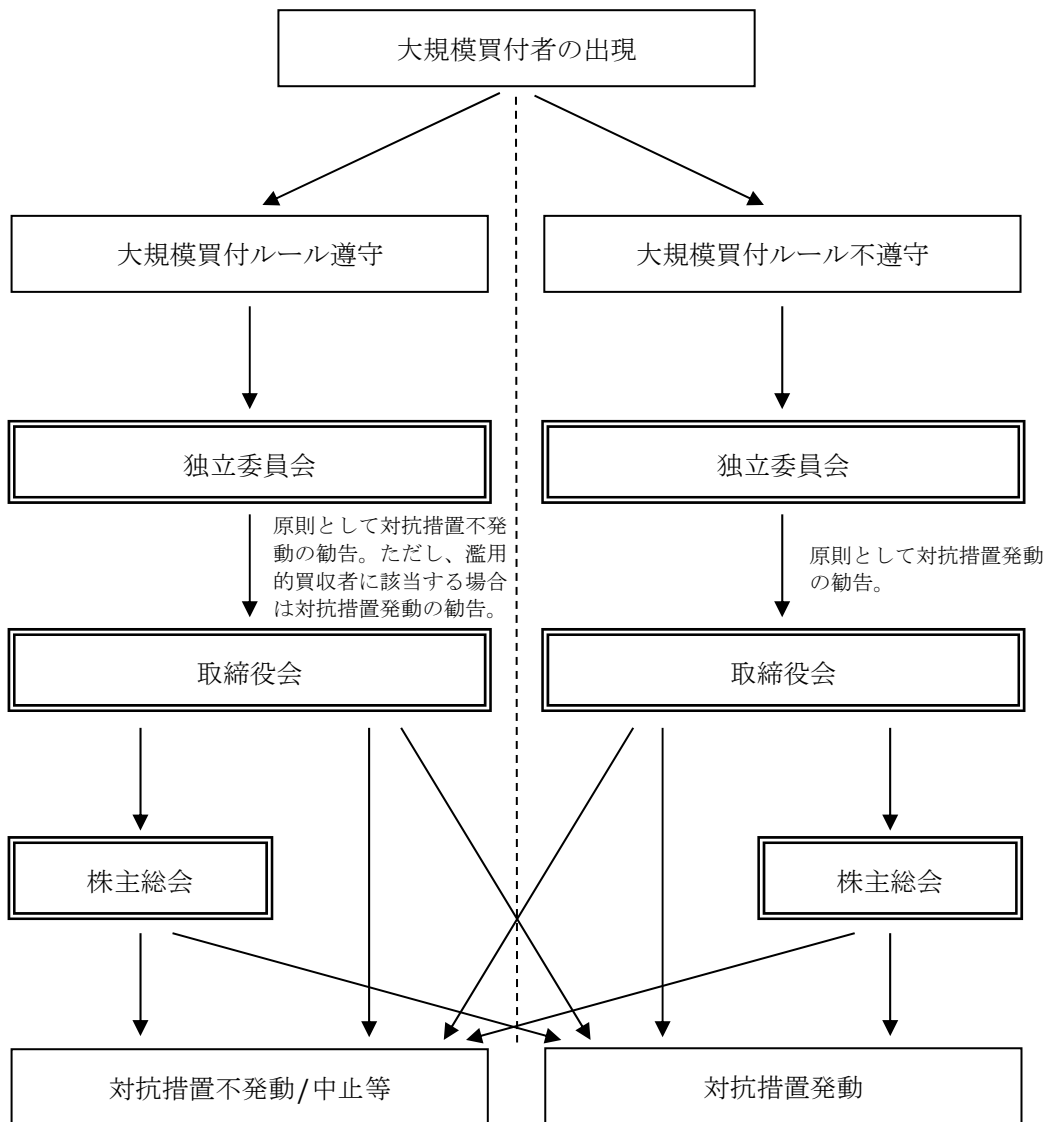 大規模買付者の出現
大規模買付ルール遵守
大規模買付ルール不遵守
独立委員会
独立委員会
原則として対抗措置不発
動の勧告。ただし、濫用
的買収者に該当する場合
は対抗措置発動の勧告。
原則として対抗措置発動
の勧告。
取締役会
取締役会
株主総会
株主総会
対抗措置不発動/中止等
対抗措置発動